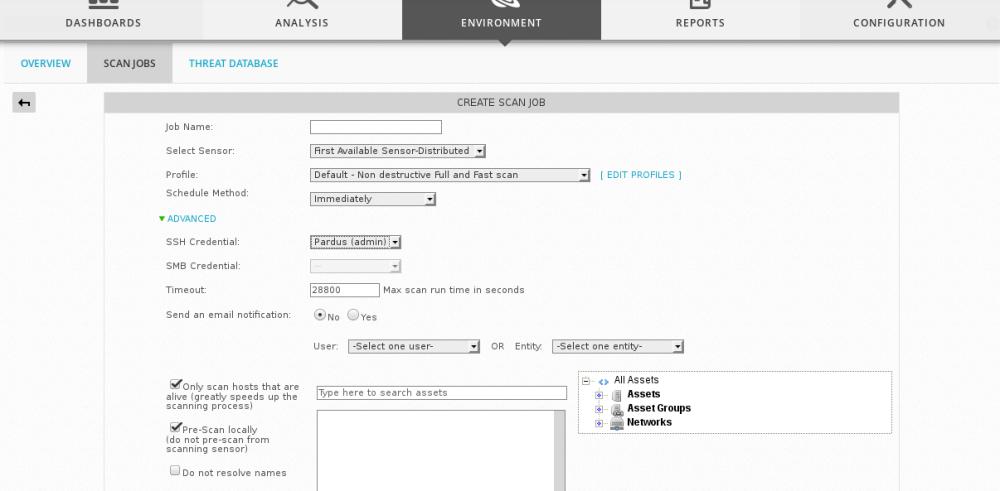 DASHBOARDS ANALYSIS ENVIRONMENT REPORTS CONFIGURATION
OVERVIEW SCAN JOBS THREAT DATABASE
CREATE SCAN JOB
Job Name:
Select Sensor: First Available Sensor-Distributed
Profile: Default - Non destructive Full and Fast scan [ EDIT PROFILES ]
Schedule Method: Immediately
ADVANCED
SSH Credential: Pardus (admin)
SMB Credential: --
Timeout: 28800 Max scan run time in seconds
Send an email notification: No Yes
User: -Select one user- OR Entity: -Select one entity-
Only scan hosts that are
alive (greatly speeds up the
scanning process)
Pre-Scan locally
(do not pre-scan from
scanning sensor)
Do not resolve names
Type here to search assets
All Assets
Assets
Asset Groups
Networks